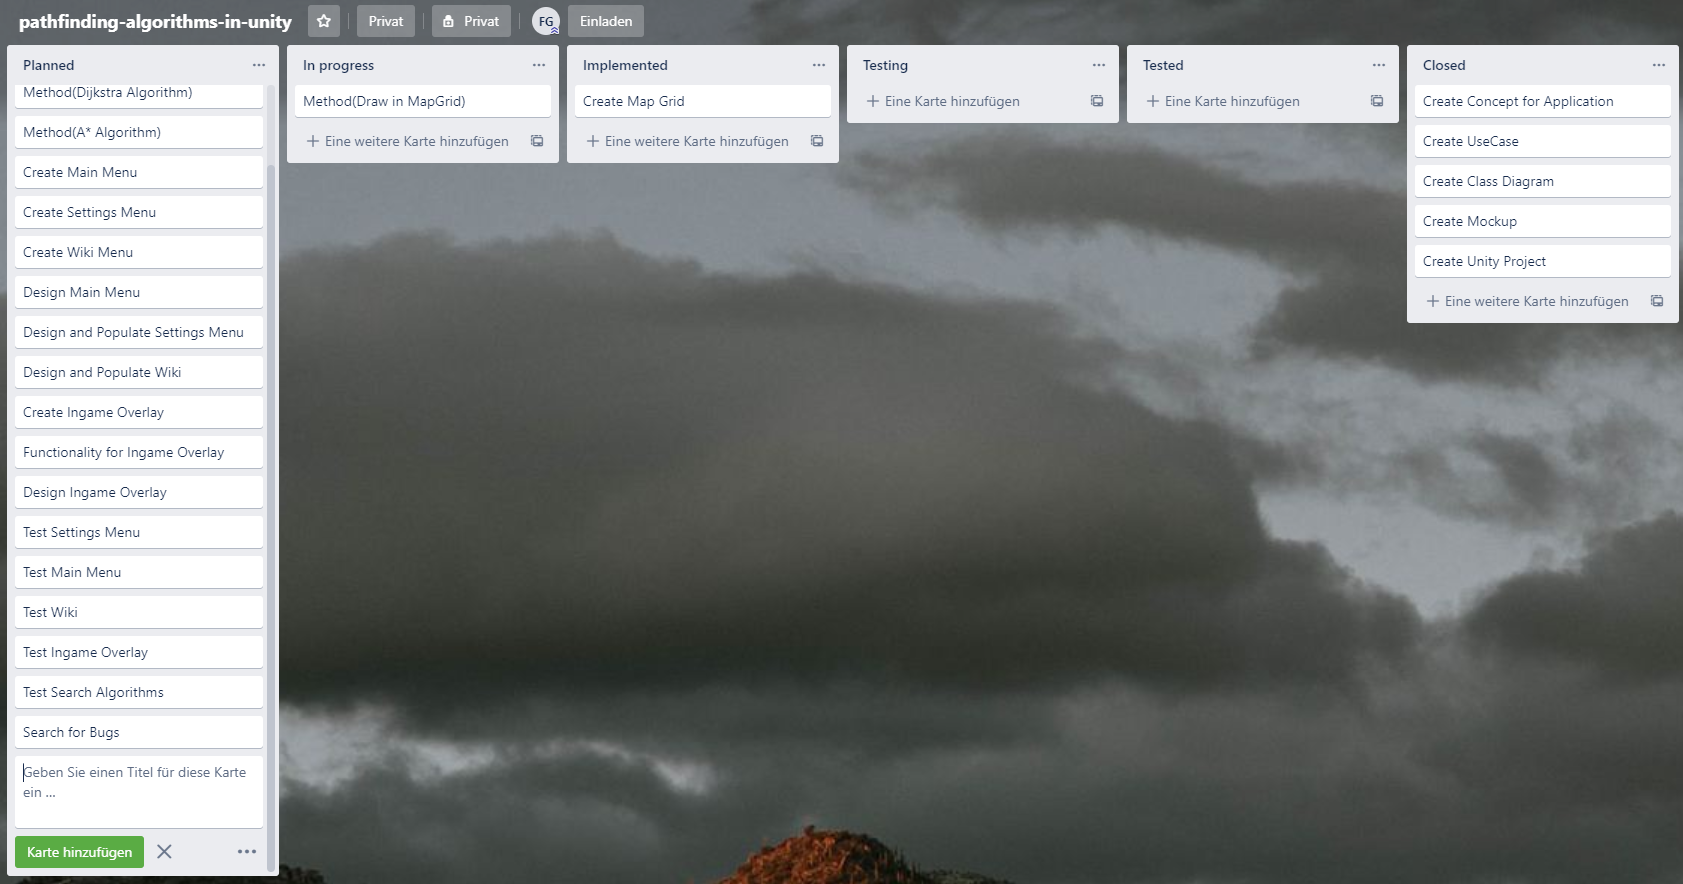 pathfinding-algorithms-in-unity
Privat
Privat
FG
Einladen
Planned
Method(Dijkstra Algorithm)
Method(A* Algorithm)
Create Main Menu
Create Settings Menu
Create Wiki Menu
Design Main Menu
Design and Populate Settings Menu
Design and Populate Wiki
Create Ingame Overlay
Functionality for Ingame Overlay
Design Ingame Overlay
Test Settings Menu
Test Main Menu
Test Wiki
Test Ingame Overlay
Test Search Algorithms
Search for Bugs
Geben Sie einen Titel für diese Karte
ein ...
Karte hinzufügen
In progress
Method(Draw in MapGrid)
+ Eine weitere Karte hinzufügen
Implemented
Create Map Grid
+ Eine weitere Karte hinzufügen
Testing
+ Eine Karte hinzufügen
Tested
+ Eine Karte hinzufügen
Closed
Create Concept for Application
Create UseCase
Create Class Diagram
Create Mockup
Create Unity Project
+ Eine weitere Karte hinzufügen